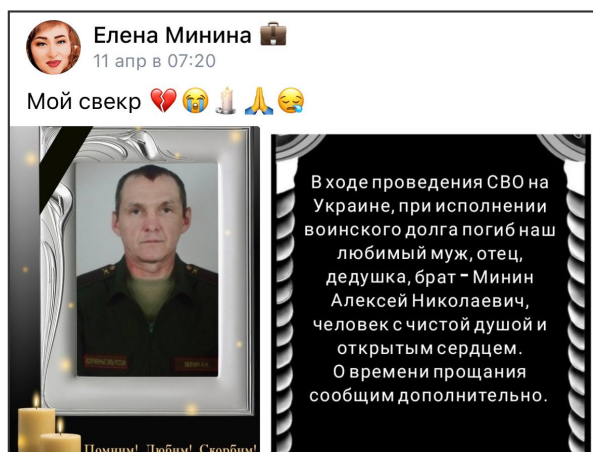 Елена Минина
11 апр в 07:20
Мой свекр
В ходе проведения СВО на
Украине, при исполнении
воинского долга погиб наш
любимый муж, отец,
дедушка, брат - Минин
Алексей Николаевич,
человек с чистой душой и
открытым сердцем.
О времени прощания
сообщим дополнительно.
Помним! Любим! Скорбим!